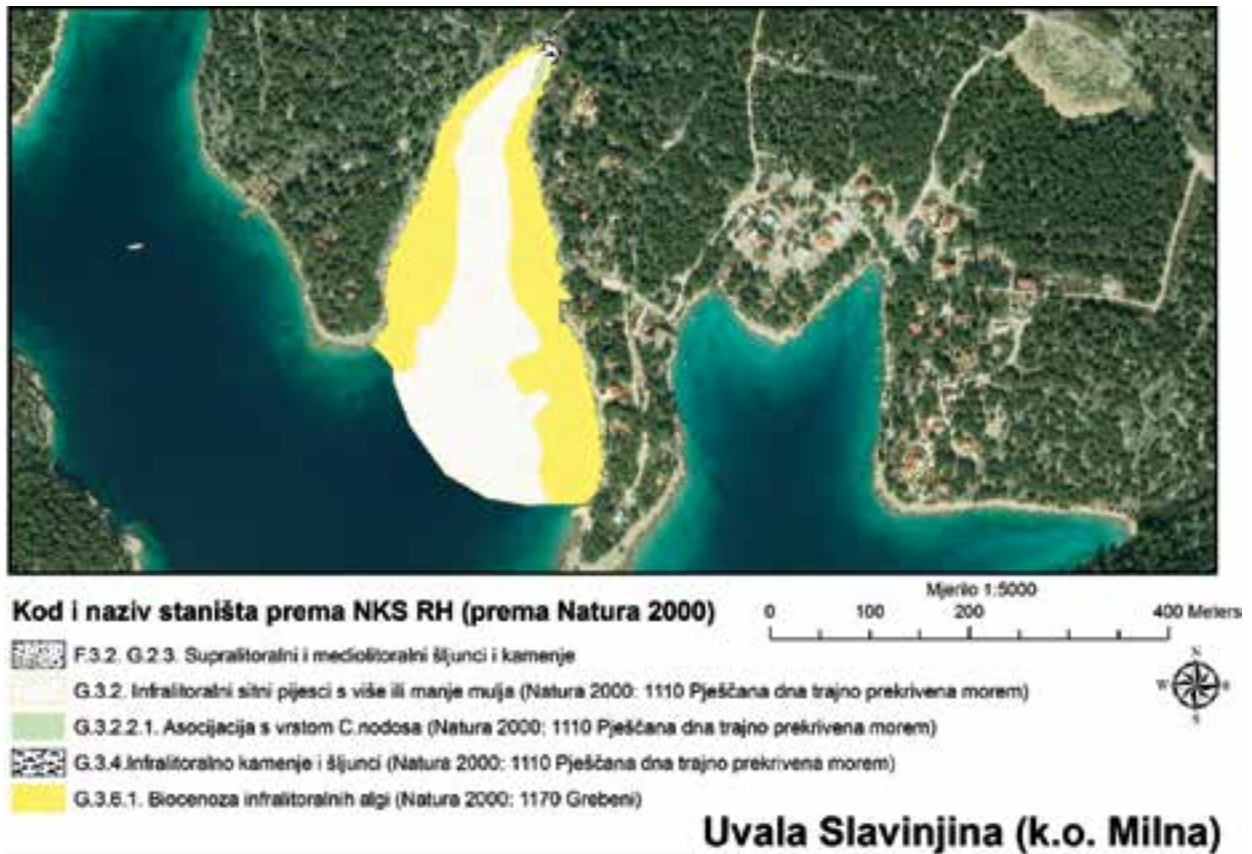 Mjerilo 1:5000
Kod i naziv staništa prema NKS RH (prema Natura 2000)
0 100 200 400 Meters
F.3.2. G.2.3. Supralitoralni i mediolitoralni šljunci i kamenje
G.3.2. Infralitoralni sitni pijesci s više ili manje mulja (Natura 2000: 1110 Pješčana dna trajno prekrivena morem)
G.3.2.2.1. Asocijacija s vrstom C.nodosa (Natura 2000: 1110 Pješčana dna trajno prekrivena morem)
G.3.4.Infralitoralno kamenje i šljunci (Natura 2000: 1110 Pješčana dna trajno prekrivena morem)
G.3.6.1. Biocenoza infralitoralnih algi (Natura 2000: 1170 Grebeni)
N
W E
S
Uvala Slavinjina (k.o. Milna)